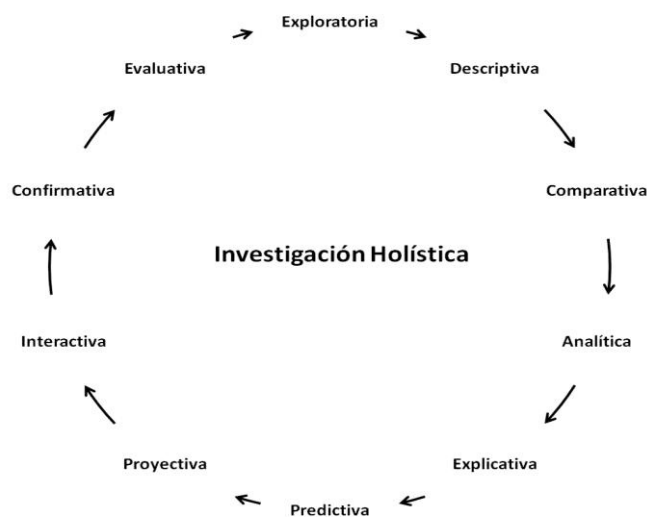 Exploratoria
Descriptiva
Comparativa
Analítica
Explicativa
Predictiva
Proyectiva
Interactiva
Confirmativa
Evaluativa
Investigación Holística